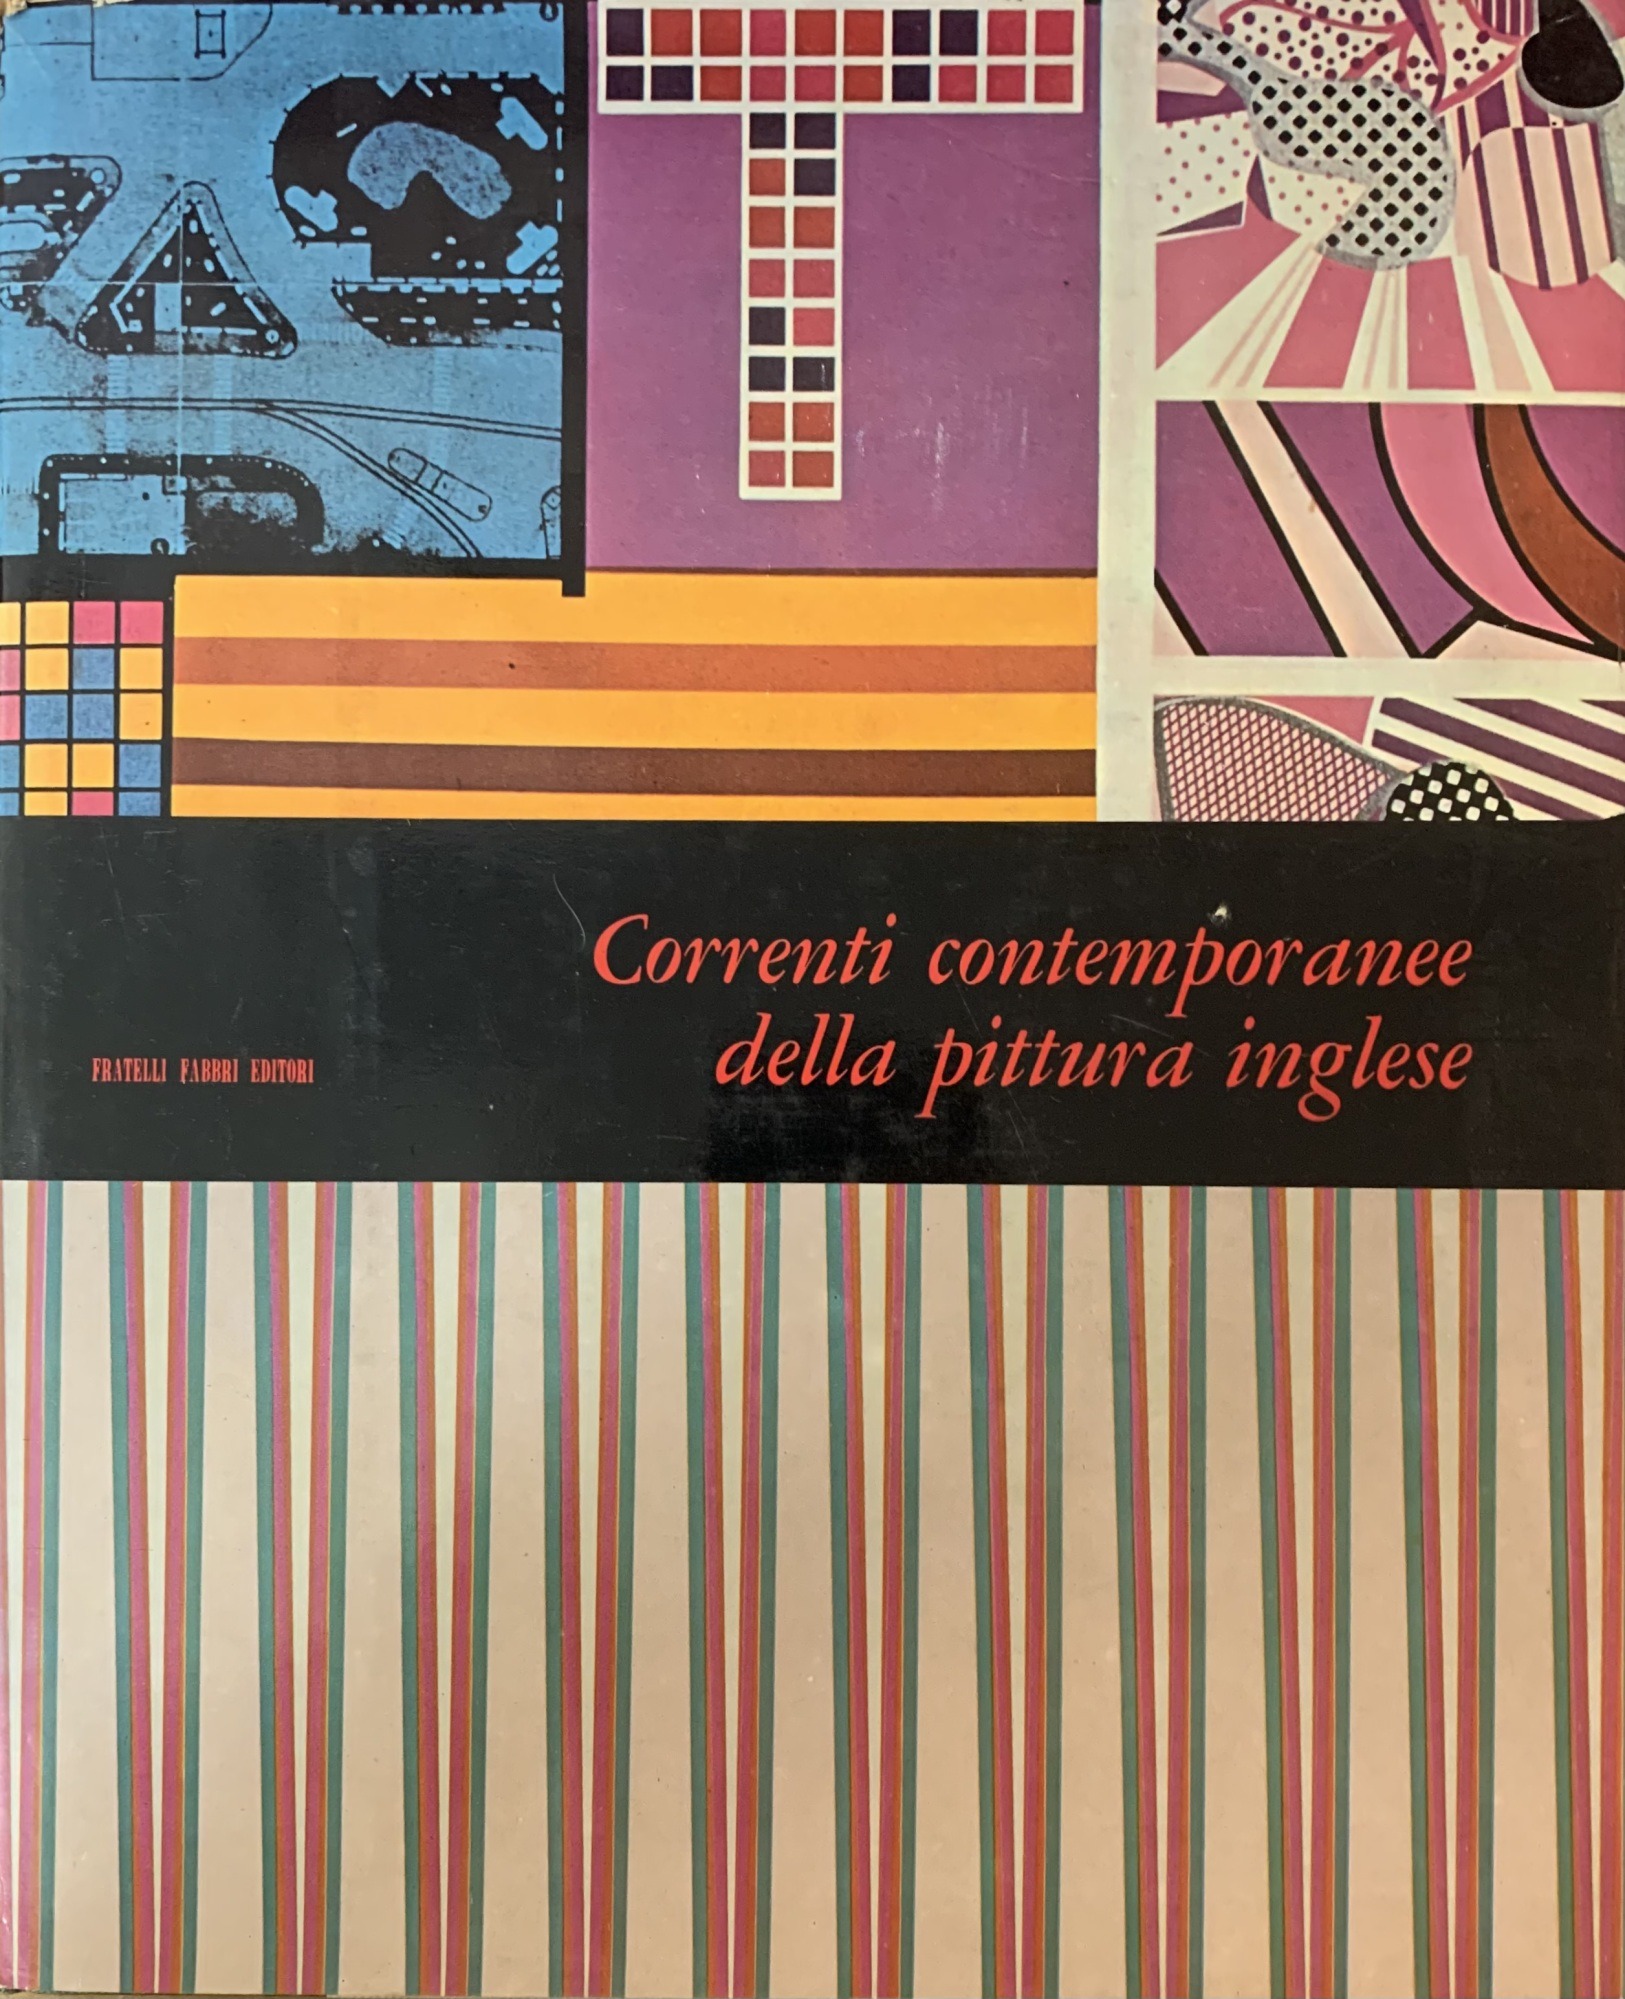 Correnti contemporanee
della pittura inglese
FRATELLI FABBRI EDITORI